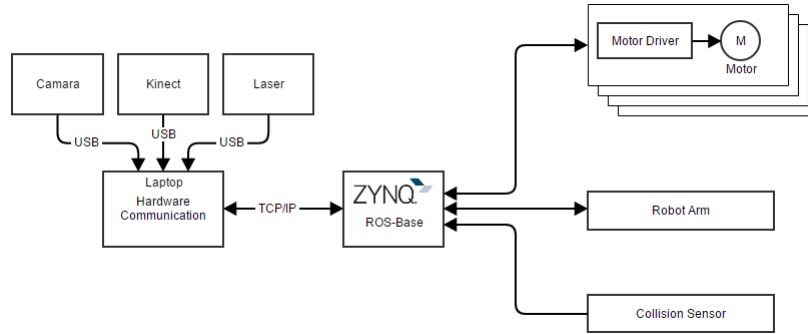 Camara
Kinect
Laser
Motor Driver
M
Motor
USB
USB
USB
Laptop
Hardware
Communication
TCP/IP
ZYNQ
ROS-Base
Robot Arm
Collision Sensor